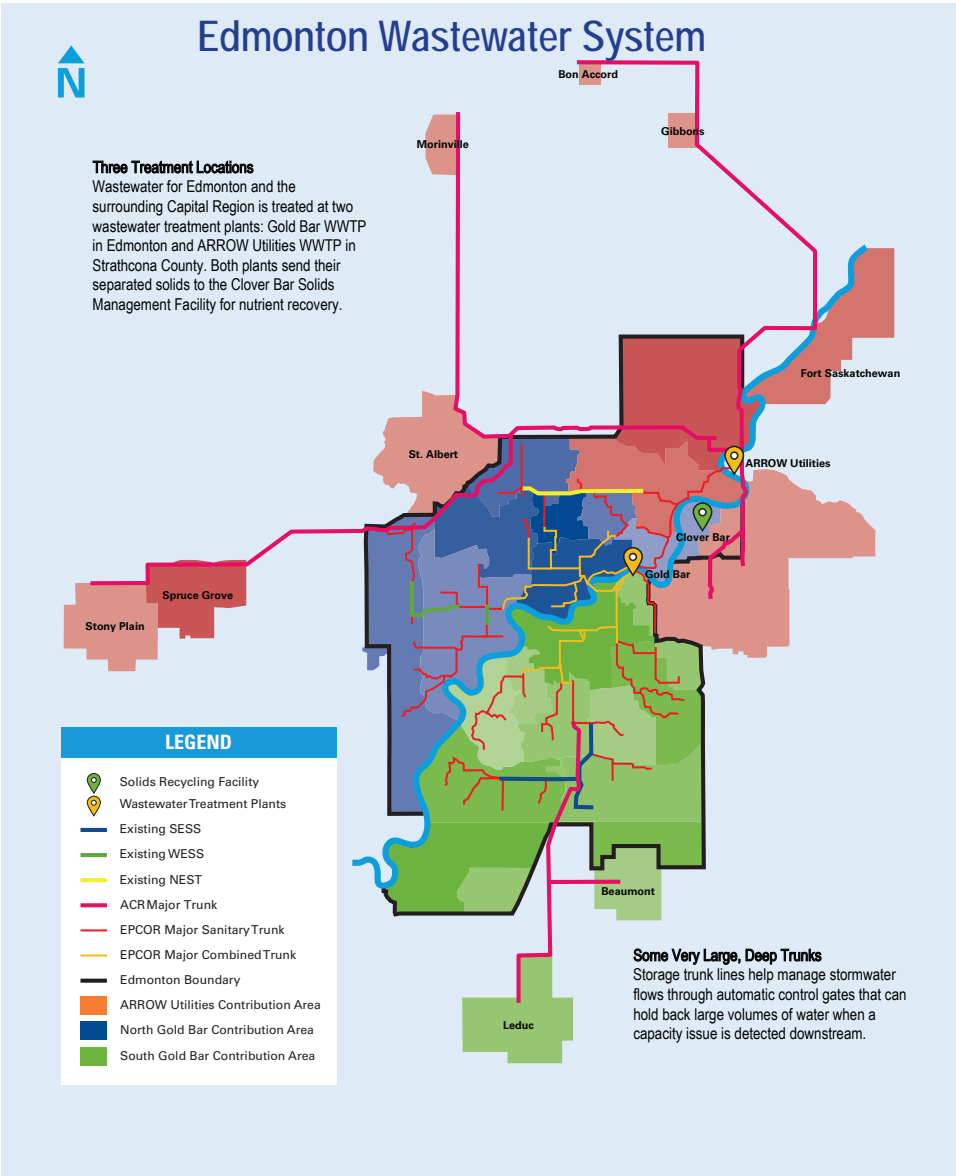 Edmonton Wastewater System
N
Bon Accord
Morinville
Gibbons
Three Treatment Locations
Wastewater for Edmonton and the
surrounding Capital Region is treated at two
wastewater treatment plants: Gold Bar WWTP
in Edmonton and ARROW Utilities WWTP in
Strathcona County. Both plants send their
separated solids to the Clover Bar Solids
Management Facility for nutrient recovery.
Fort Saskatchewan
St. Albert
ARROW Utilities
Clover Bar
Gold Bar
Spruce Grove
Stony Plain
LEGEND
Solids Recycling Facility
Wastewater Treatment Plants
Existing SESS
Existing WESS
Existing NEST
ACR Major Trunk
EPCOR Major Sanitary Trunk
EPCOR Major Combined Trunk
Edmonton Boundary
ARROW Utilities Contribution Area
North Gold Bar Contribution Area
South Gold Bar Contribution Area
Beaumont
Leduc
Some Very Large, Deep Trunks
Storage trunk lines help manage stormwater
flows through automatic control gates that can
hold back large volumes of water when a
capacity issue is detected downstream.